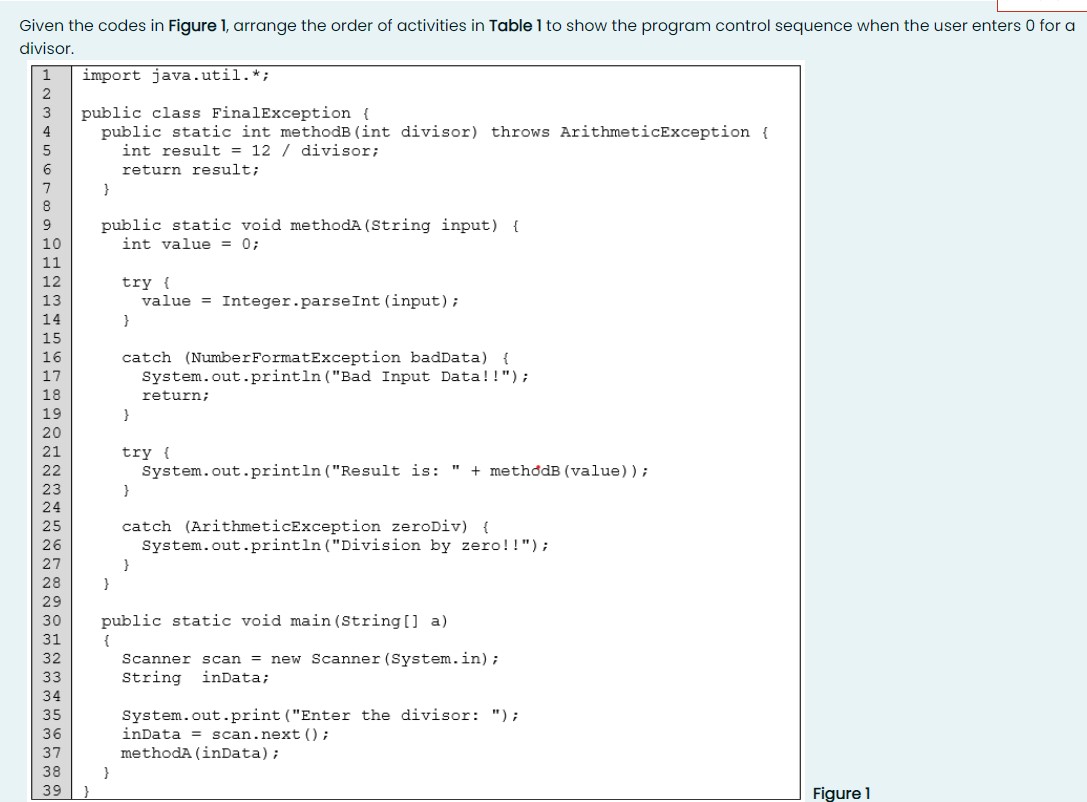 Given the codes in Figure 1, arrange the order of activities in Table 1 to show the program control sequence when the user enters 0 for a
divisor.
1 import java.util.*;
2
3 public class FinalException {
4 public static int methodB(int divisor) throws ArithmeticException {
5 int result = 12 / divisor;
6 return result;
7 }
8
9 public static void methodA(String input) {
10 int value = 0;
11
12 try {
13 value = Integer.parseInt(input);
14 }
15
16 catch (NumberFormatException badData) {
17 System.out.println("Bad Input Data!!");
18 return;
19 }
20
21 try {
22 System.out.println("Result is: " + methodB(value));
23 }
24
25 catch (ArithmeticException zeroDiv) {
26 System.out.println("Division by zero!!");
27 }
28 }
29
30 public static void main(String[] a)
31 {
32 Scanner scan = new Scanner(System.in);
33 String inData;
34
35 System.out.print("Enter the divisor: ");
36 inData = scan.next();
37 methodA(inData);
38 }
39 }
Figure 1